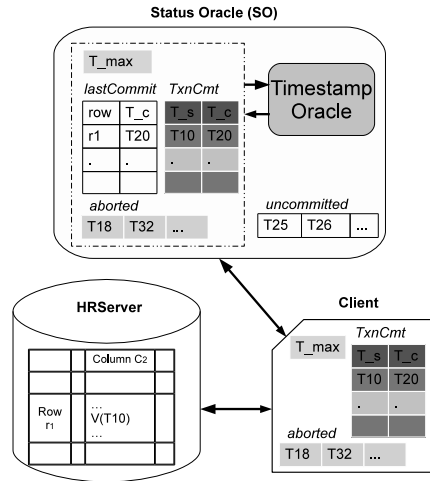 Status Oracle (SO)
T_max
lastCommit TxnCmt
row T_c T_s T_c
r1 T20 T10 T20
. . . .
Timestamp
Oracle
aborted
T18 T32 ...
uncommitted
T25 T26 ...
HRServer
Column C2
Row
r1
...
V(T10)
...
Client
T_max
TxnCmt
T_s T_c
T10 T20
. .
aborted
T18 T32 ...